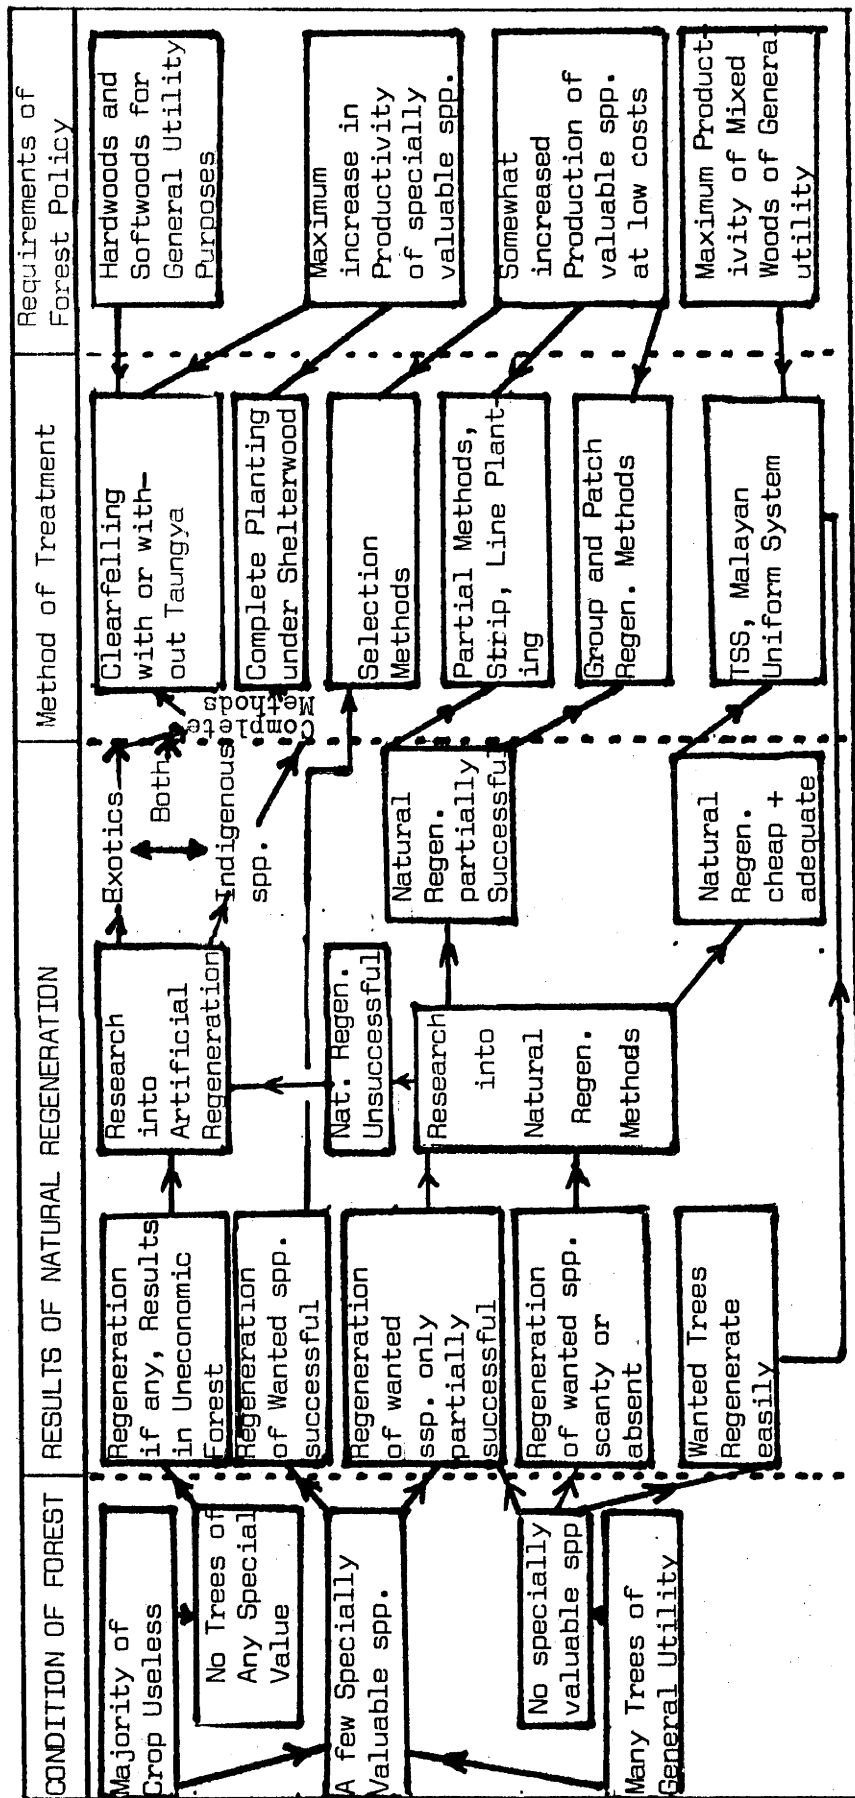 CONDITION OF FOREST
RESULTS OF NATURAL REGENERATION
Method of Treatment
Requirements of
Forest Policy
Majority of
Crop Useless
No Trees of
Any Special
Value
A few Specially
Valuable spp.
No specially
valuable spp
Many Trees of
General Utility
Regeneration
if any, Results
in Uneconomic
Forest
Regeneration
of Wanted spp.
successful
Regeneration
of wanted
ssp. only
partially
successful
Regeneration
of wanted spp.
scanty or
absent
Wanted Trees
Regenerate
easily
Research
into
Artificial
Regeneration
Nat. Regen.
Unsuccessful
Research
into
Natural
Regen.
Methods
Exotics
Both
Indigenous
spp.
Complete
Methods
Natural
Regen.
partially
Successful
Natural
Regen.
cheap +
adequate
Clearfelling
with or with-
out Taungya
Complete Planting
under Shelterwood
Selection
Methods
Partial Methods,
Strip, Line Plant-
ing
Group and Patch
Regen. Methods
TSS, Malayan
Uniform System
Hardwoods and
Softwoods for
General Utility
Purposes
Maximum
increase in
Productivity
of specially
valuable spp.
Somewhat
increased
Production of
valuable spp.
at low costs
Maximum Product-
ivity of Mixed
Woods of General
utility